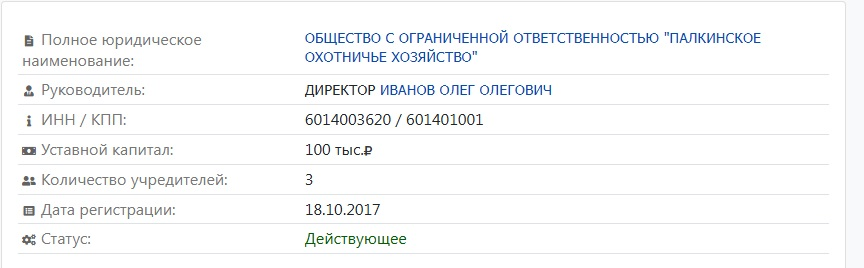 Полное юридическое наименование:
ОБЩЕСТВО С ОГРАНИЧЕННОЙ ОТВЕТСТВЕННОСТЬЮ "ПАЛКИНСКОЕ ОХОТНИЧЬЕ ХОЗЯЙСТВО"
Руководитель: ДИРЕКТОР ИВАНОВ ОЛЕГ ОЛЕГОВИЧ
ИНН / КПП: 6014003620 / 601401001
Уставной капитал: 100 тыс.₽
Количество учредителей: 3
Дата регистрации: 18.10.2017
Статус: Действующее